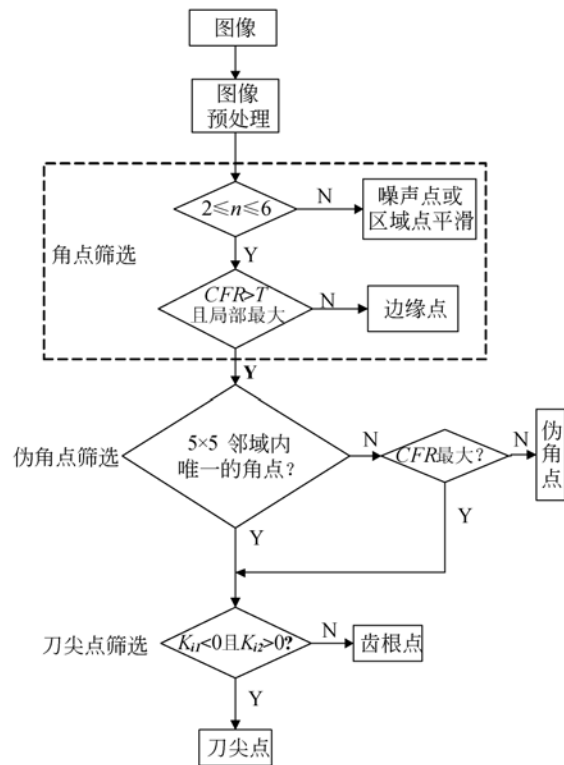 图像
图像
预处理
2≤n≤6
N
噪声点或
区域点平滑
角点筛选
Y
CFR>T
且局部最大
N
边缘点
Y
伪角点筛选
5×5 邻域内
唯一的角点?
N
CFR最大?
N
伪
角
点
Y
Y
刀尖点筛选
Ki1<0且Ki2>0?
N
齿根点
Y
刀尖点